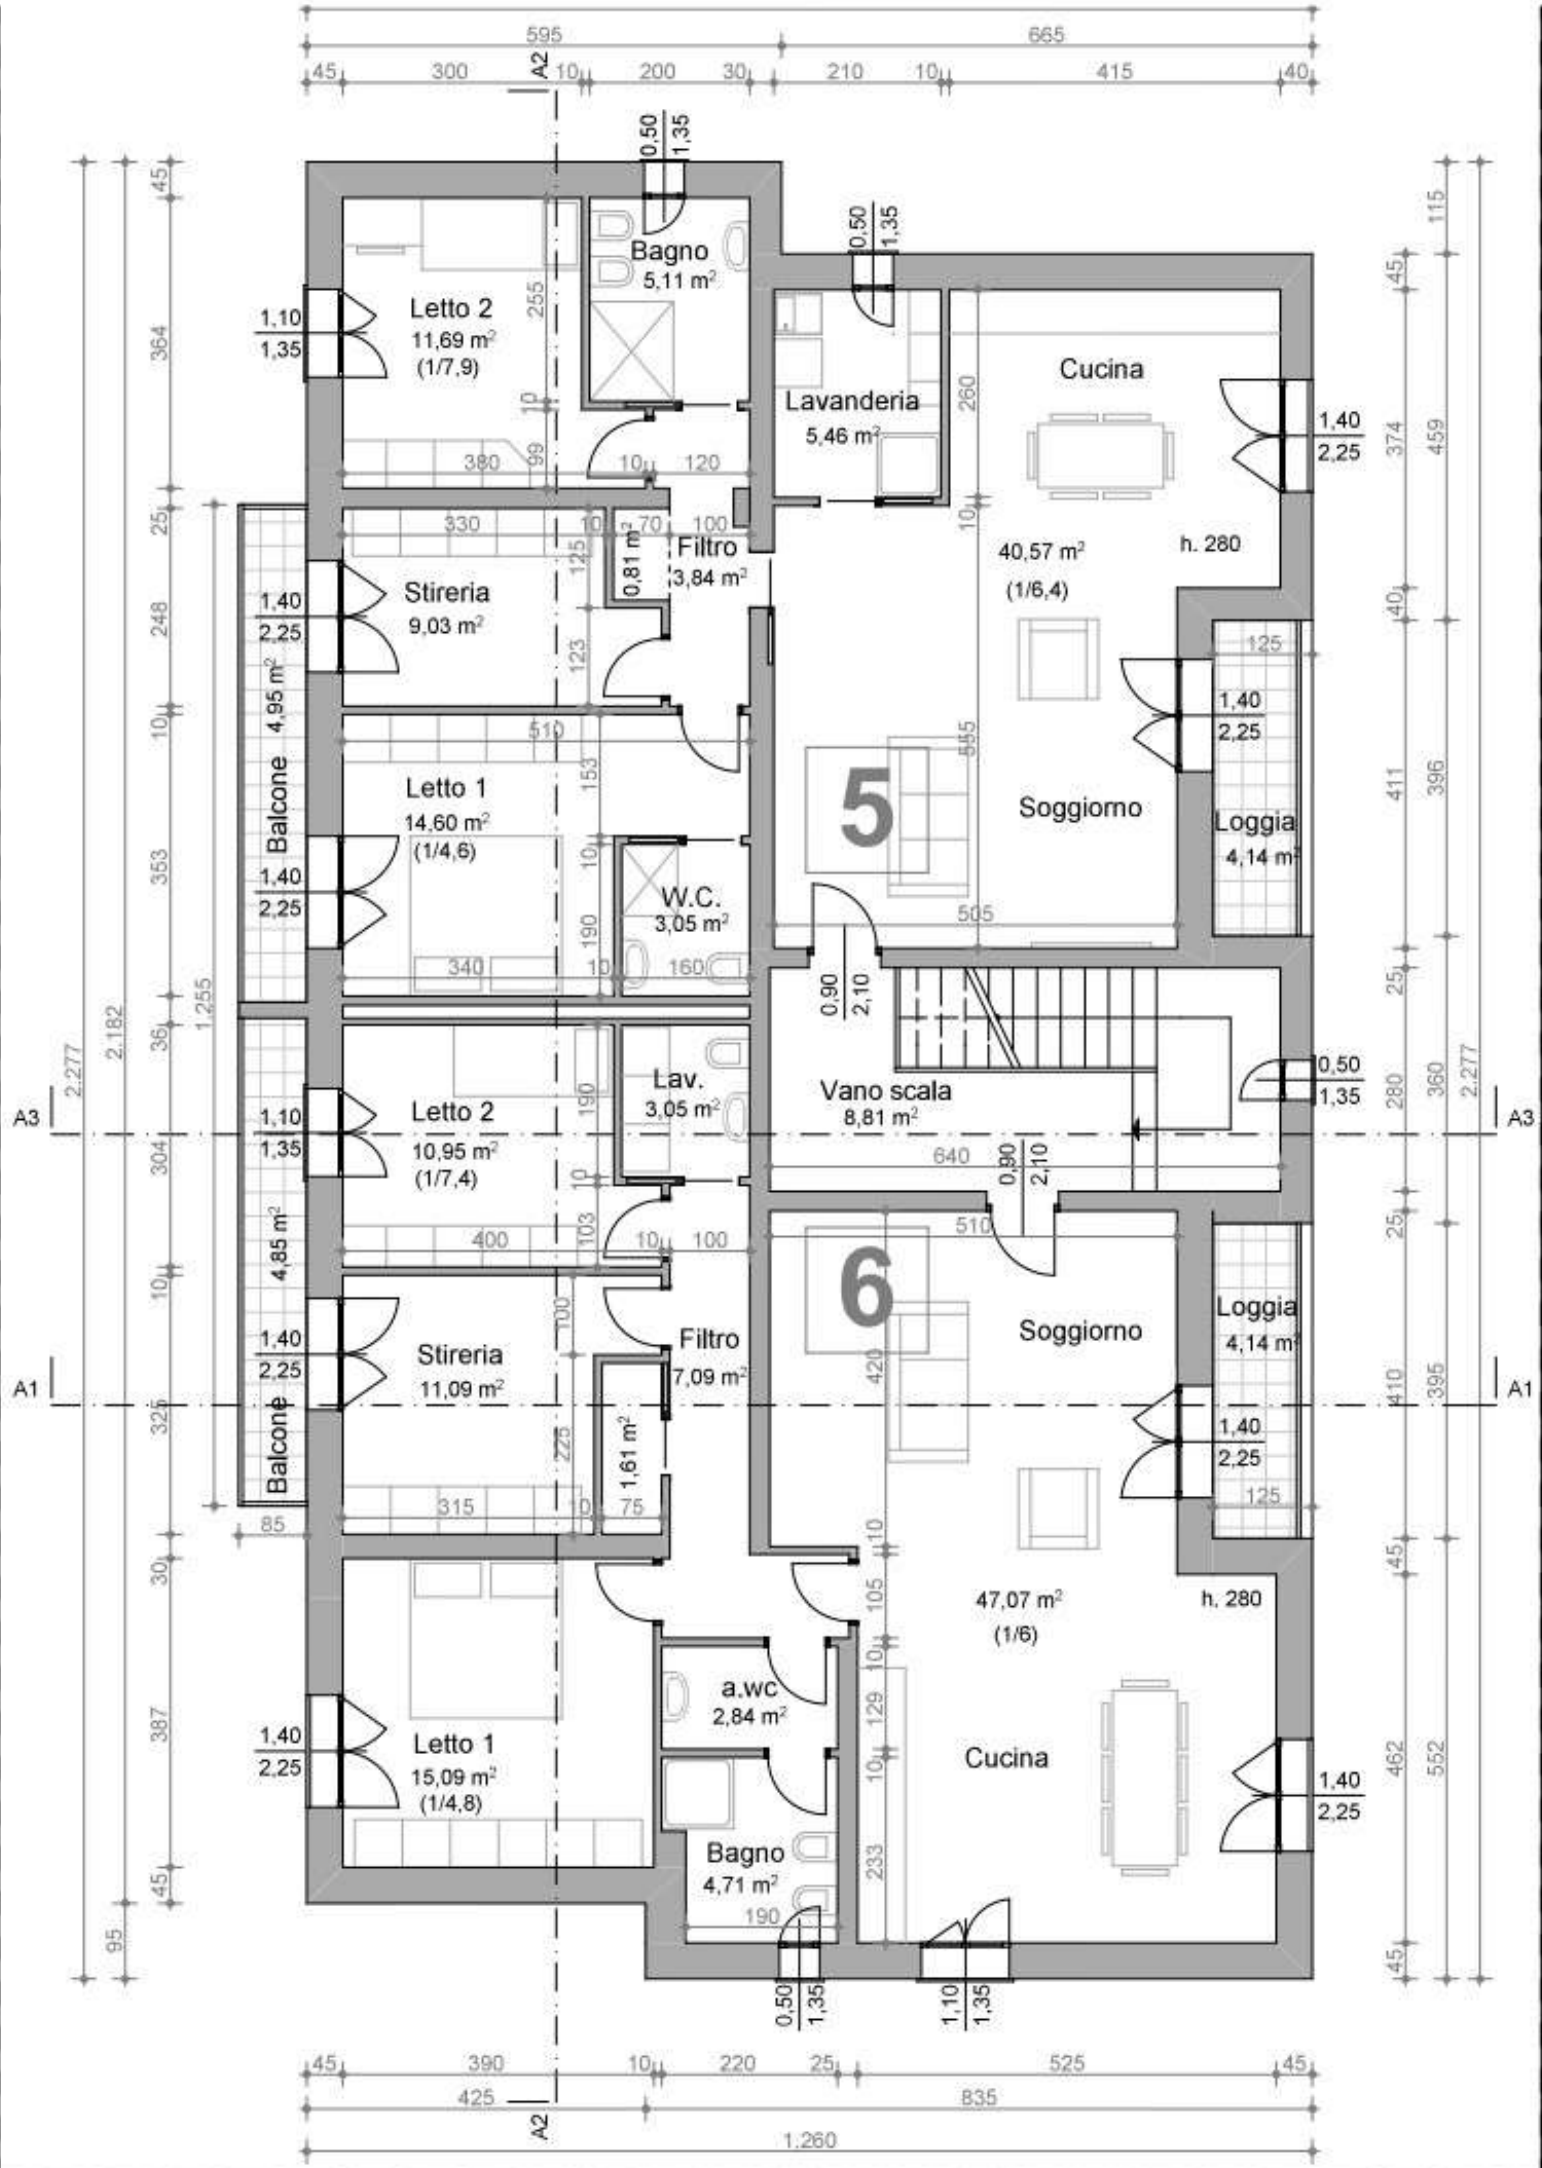 595
665
45
300
10
A2
200
30
210
10
415
40
0,50
1,35
45
115
Bagno
5,11 m²
0,50
1,35
45
Letto 2
11,69 m²
(1/7,9)
255
1,10
1,35
364
Cucina
260
Lavanderia
5,46 m²
10
1,40
2,25
374
459
380
99
10
120
25
330
10
125
0,81 m²
70
100
Filtro
3,84 m²
10
40,57 m²
(1/6,4)
h. 280
Stireria
9,03 m²
1,40
2,25
248
40
123
125
Balcone
4,95 m²
10
510
153
555
1,40
2,25
Letto 1
14,60 m²
(1/4,6)
5
Soggiorno
411
396
Loggia
4,14 m²
353
10
1,40
2,25
W.C.
3,05 m²
190
505
340
10
160
0,90
2,10
25
1.255
2.182
2.277
36
Lav.
3,05 m²
190
Vano scala
8,81 m²
0,50
1,35
280
360
2.277
Letto 2
10,95 m²
(1/7,4)
1,10
1,35
A3
A3
304
10
640
0,90
2,10
103
400
10
100
510
25
4,85 m²
Balcone
10
100
6
Soggiorno
Loggia
4,14 m²
Filtro
7,09 m²
1,40
2,25
Stireria
11,09 m²
420
A1
A1
410
395
325
225
1,61 m²
1,40
2,25
315
10
75
125
85
30
10
45
105
47,07 m²
(1/6)
h. 280
10
a.wc
2,84 m²
129
387
1,40
2,25
Letto 1
15,09 m²
(1/4,8)
10
Cucina
1,40
2,25
462
552
Bagno
4,71 m²
233
45
190
95
45
0,50
1,35
1,10
1,35
45
390
10
220
25
525
45
425
A2
835
1.260